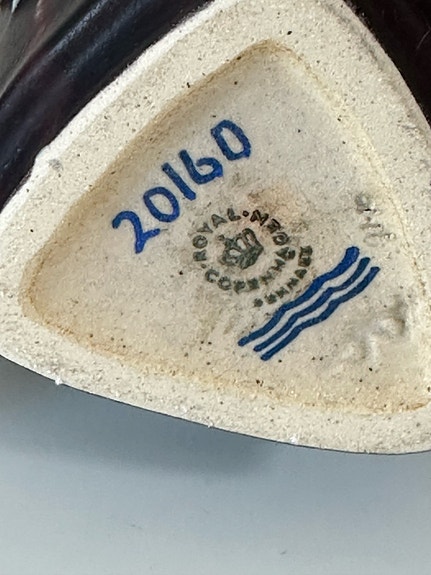 20160
ROYAL
COPENHAGEN
DENMARK